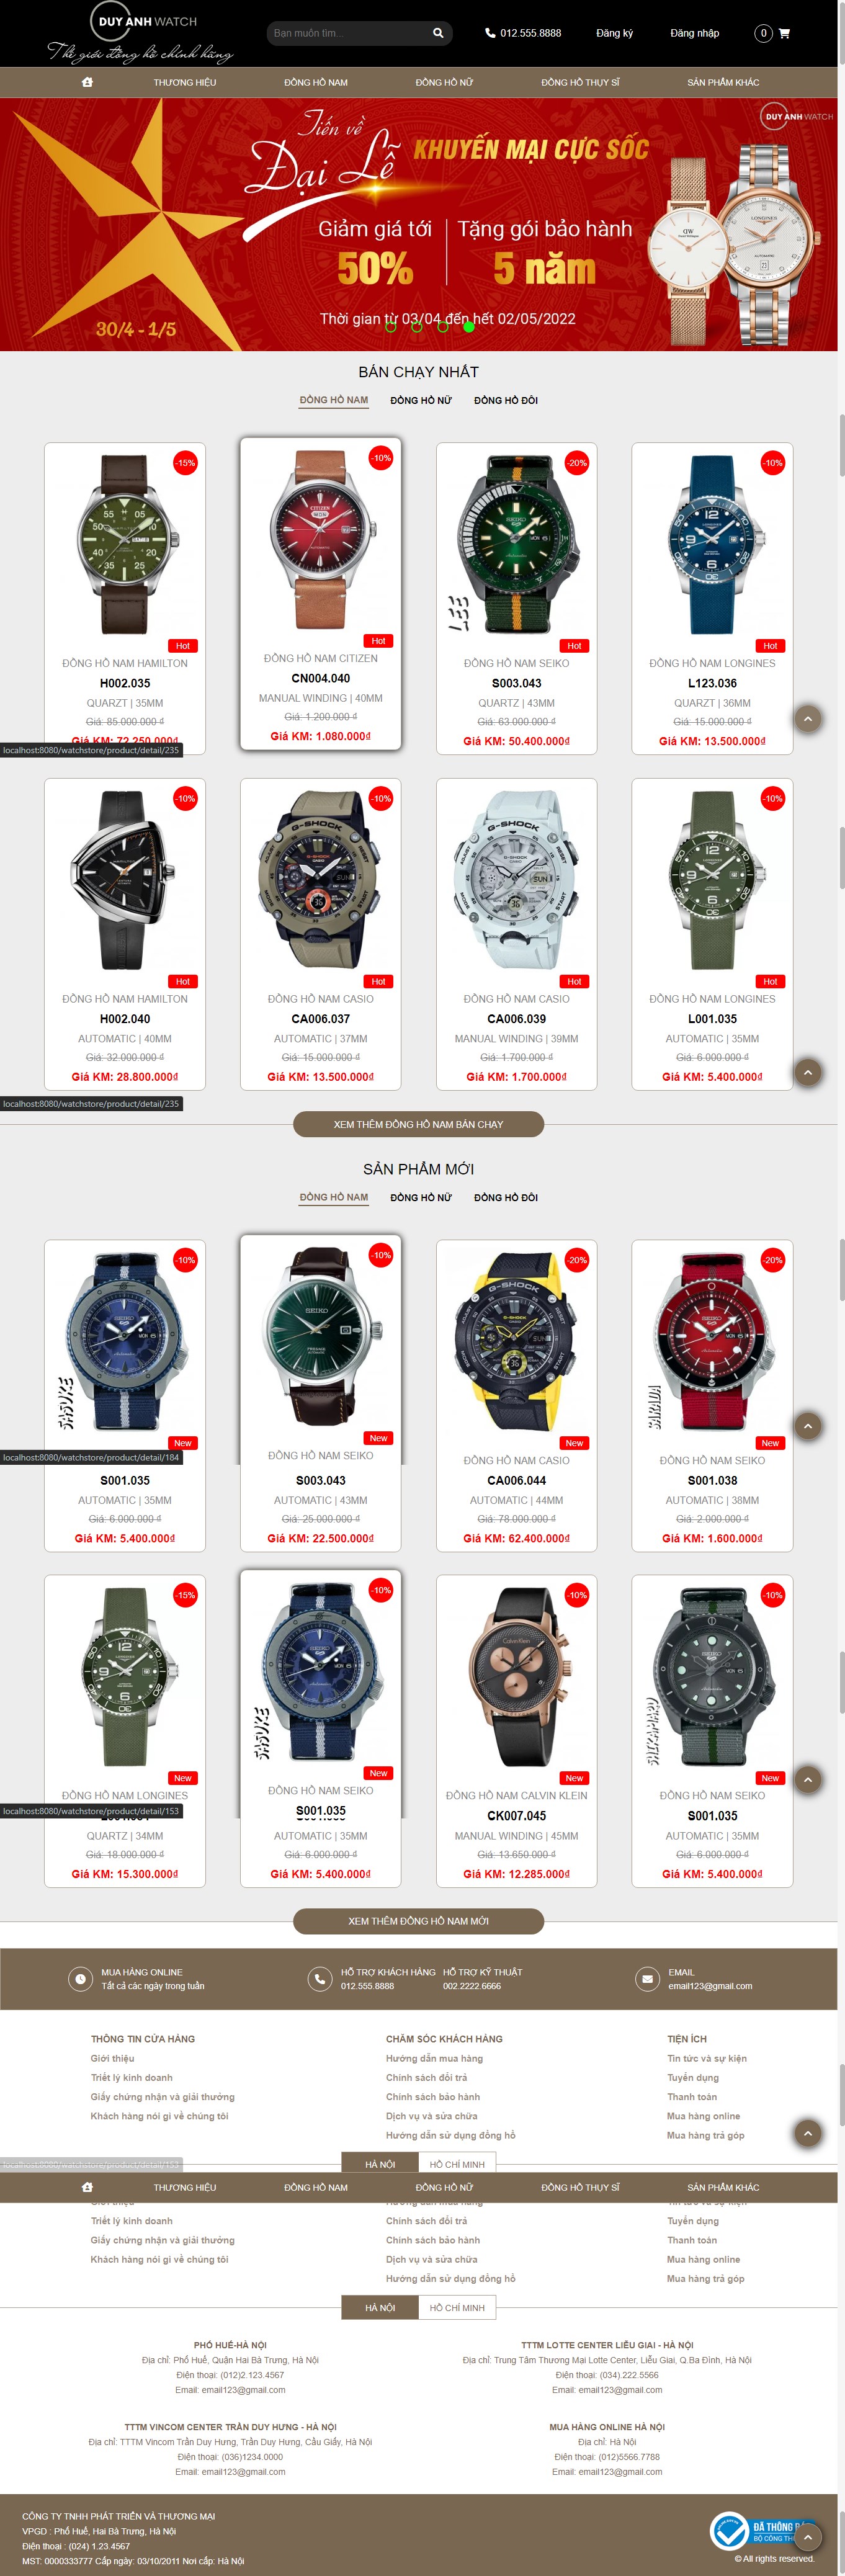 DUY ANH WATCH
Thế giới đồng hồ chính hãng
Bạn muốn tìm...
012.555.8888
Đăng ký
Đăng nhập
0
THƯƠNG HIỆU
ĐỒNG HỒ NAM
ĐỒNG HỒ NỮ
ĐỒNG HỒ THỤY SĨ
SẢN PHẨM KHÁC
DUY ANH WATCH
Tiến về
Đại Lễ
KHUYẾN MẠI CỰC SỐC
Giảm giá tới
50%
Tặng gói bảo hành
5 năm
Thời gian từ 03/04 đến hết 02/05/2022
30/4 - 1/5
BÁN CHẠY NHẤT
ĐỒNG HỒ NAM
ĐỒNG HỒ NỮ
ĐỒNG HỒ ĐÔI
-15%
-10%
-20%
-10%
LEE
Hot
Hot
Hot
Hot
ĐỒNG HỒ NAM HAMILTON
H002.035
QUARZT | 35MM
Giá: 85.000.000 ₫
Giá KM: 72.250.000₫
ĐỒNG HỒ NAM CITIZEN
CN004.040
MANUAL WINDING | 40MM
Giá: 1.200.000 ₫
Giá KM: 1.080.000₫
ĐỒNG HỒ NAM SEIKO
S003.043
QUARTZ | 43MM
Giá: 63.000.000 ₫
Giá KM: 50.400.000₫
ĐỒNG HỒ NAM LONGINES
L123.036
QUARZT | 36MM
Giá: 15.000.000 ₫
Giá KM: 13.500.000₫
localhost:8080/watchstore/product/detail/235
-10%
-10%
-10%
-10%
G-SHOCK
G-SHOCK
Hot
Hot
Hot
Hot
ĐỒNG HỒ NAM HAMILTON
H002.040
AUTOMATIC | 40MM
Giá: 32.000.000 ₫
Giá KM: 28.800.000₫
ĐỒNG HỒ NAM CASIO
CA006.037
AUTOMATIC | 37MM
Giá: 15.000.000 ₫
Giá KM: 13.500.000₫
ĐỒNG HỒ NAM CASIO
CA006.039
MANUAL WINDING | 39MM
Giá: 1.700.000 ₫
Giá KM: 1.700.000₫
ĐỒNG HỒ NAM LONGINES
L001.035
AUTOMATIC | 35MM
Giá: 6.000.000 ₫
Giá KM: 5.400.000₫
localhost:8080/watchstore/product/detail/235
XEM THÊM ĐỒNG HỒ NAM BÁN CHẠY
SẢN PHẨM MỚI
ĐỒNG HỒ NAM
ĐỒNG HỒ NỮ
ĐỒNG HỒ ĐÔI
-10%
-10%
-20%
-20%
SASUKE
SEIKO
G-SHOCK
SARADA
New
New
New
New
localhost:8080/watchstore/product/detail/184
S001.035
AUTOMATIC | 35MM
Giá: 6.000.000 ₫
Giá KM: 5.400.000₫
ĐỒNG HỒ NAM SEIKO
S003.043
AUTOMATIC | 43MM
Giá: 25.000.000 ₫
Giá KM: 22.500.000₫
ĐỒNG HỒ NAM CASIO
CA006.044
AUTOMATIC | 44MM
Giá: 78.000.000 ₫
Giá KM: 62.400.000₫
ĐỒNG HỒ NAM SEIKO
S001.038
AUTOMATIC | 38MM
Giá: 2.000.000 ₫
Giá KM: 1.600.000₫
-15%
-10%
-10%
-10%
SASUKE
SHIKAMARU
New
New
New
New
ĐỒNG HỒ NAM LONGINES
localhost:8080/watchstore/product/detail/153
QUARTZ | 34MM
Giá: 18.000.000 ₫
Giá KM: 15.300.000₫
ĐỒNG HỒ NAM SEIKO
S001.035
AUTOMATIC | 35MM
Giá: 6.000.000 ₫
Giá KM: 5.400.000₫
ĐỒNG HỒ NAM CALVIN KLEIN
CK007.045
MANUAL WINDING | 45MM
Giá: 13.650.000 ₫
Giá KM: 12.285.000₫
ĐỒNG HỒ NAM SEIKO
S001.035
AUTOMATIC | 35MM
Giá: 6.000.000 ₫
Giá KM: 5.400.000₫
XEM THÊM ĐỒNG HỒ NAM MỚI
MUA HÀNG ONLINE
Tất cả các ngày trong tuần
HỖ TRỢ KHÁCH HÀNG
012.555.8888
HỖ TRỢ KỸ THUẬT
002.2222.6666
EMAIL
email123@gmail.com
THÔNG TIN CỬA HÀNG
Giới thiệu
Triết lý kinh doanh
Giấy chứng nhận và giải thưởng
Khách hàng nói gì về chúng tôi
CHĂM SÓC KHÁCH HÀNG
Hướng dẫn mua hàng
Chính sách đổi trả
Chính sách bảo hành
Dịch vụ và sửa chữa
Hướng dẫn sử dụng đồng hồ
TIỆN ÍCH
Tin tức và sự kiện
Tuyển dụng
Thanh toán
Mua hàng online
Mua hàng trả góp
localhost:8080/watchstore/product/detail/153
HÀ NỘI
HỒ CHÍ MINH
THƯƠNG HIỆU
ĐỒNG HỒ NAM
ĐỒNG HỒ NỮ
ĐỒNG HỒ THỤY SĨ
SẢN PHẨM KHÁC
Triết lý kinh doanh
Giấy chứng nhận và giải thưởng
Khách hàng nói gì về chúng tôi
Chính sách đổi trả
Chính sách bảo hành
Dịch vụ và sửa chữa
Hướng dẫn sử dụng đồng hồ
Tuyển dụng
Thanh toán
Mua hàng online
Mua hàng trả góp
HÀ NỘI
HỒ CHÍ MINH
PHỐ HUẾ-HÀ NỘI
Địa chỉ: Phố Huế, Quận Hai Bà Trưng, Hà Nội
Điện thoại: (012)2.123.4567
Email: email123@gmail.com
TTTM LOTTE CENTER LIỄU GIAI - HÀ NỘI
Địa chỉ: Trung Tâm Thương Mại Lotte Center, Liễu Giai, Q.Ba Đình, Hà Nội
Điện thoại: (034).222.5566
Email: email123@gmail.com
TTTM VINCOM CENTER TRẦN DUY HƯNG - HÀ NỘI
Địa chỉ: TTTM Vincom Trần Duy Hưng, Trần Duy Hưng, Cầu Giấy, Hà Nội
Điện thoại: (036)1234.0000
Email: email123@gmail.com
MUA HÀNG ONLINE HÀ NỘI
Địa chỉ: Hà Nội
Điện thoại: (012)5566.7788
Email: email123@gmail.com
CÔNG TY TNHH PHÁT TRIỂN VÀ THƯƠNG MẠI
VPGD : Phố Huế, Hai Bà Trưng, Hà Nội
Điện thoại : (024) 1.23.4567
MST: 0000333777 Cấp ngày: 03/10/2011 Nơi cấp: Hà Nội
ĐÃ THÔNG
BỘ CÔNG
© All rights reserved.